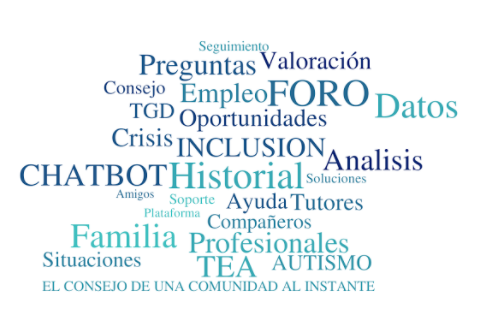 Seguimiento
Preguntas Valoración
Consejo Empleo FORO Datos
TGD Oportunidades
Crisis INCLUSION Analisis
CHATBOT Historial Soluciones
Amigos Soporte Ayuda Tutores
Plataforma Compañeros
Familia Profesionales
Situaciones TEA AUTISMO
EL CONSEJO DE UNA COMUNIDAD AL INSTANTE